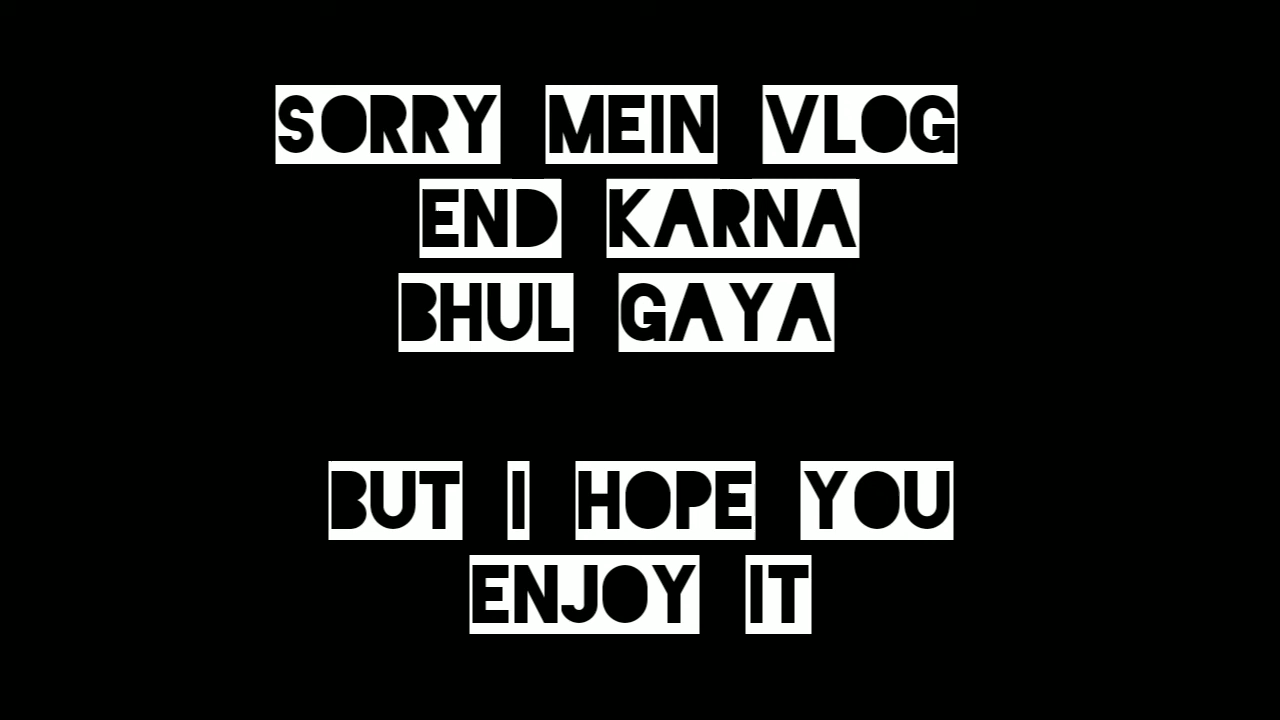 SORRY MEIN VLOG
END KARNA
BHUL GAYA
BUT I HOPE YOU
ENJOY IT